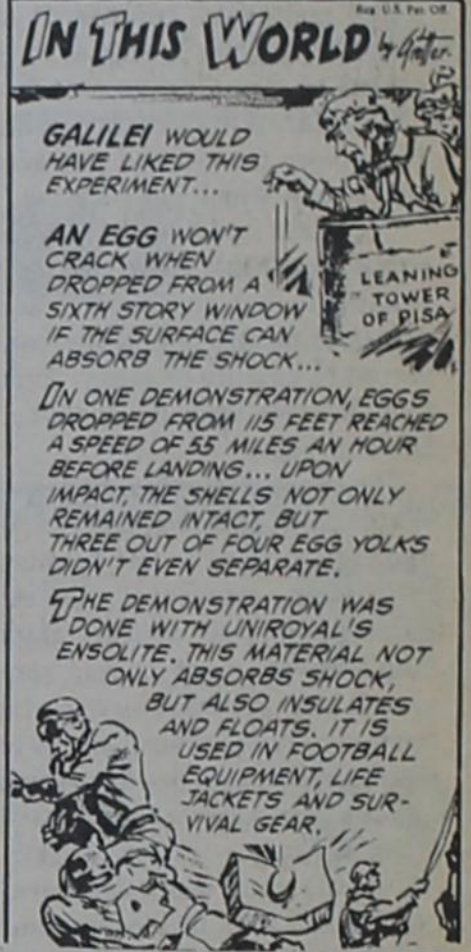 Reg. U.S. Pat. Off.
IN THIS WORLD by
GALILEI WOULD
HAVE LIKED THIS
EXPERIMENT...
AN EGG WON'T
CRACK WHEN
DROPPED FROM A
SIXTH STORY WINDOW
IF THE SURFACE CAN
ABSORB THE SHOCK...
LEANING
TOWER
OF PISA
IN ONE DEMONSTRATION, EGGS
DROPPED FROM 115 FEET REACHED
A SPEED OF 55 MILES AN HOUR
BEFORE LANDING... UPON
IMPACT, THE SHELLS NOT ONLY
REMAINED INTACT, BUT
THREE OUT OF FOUR EGG YOLKS
DIDN'T EVEN SEPARATE.
THE DEMONSTRATION WAS
DONE WITH UNIROYAL'S
ENSOLITE. THIS MATERIAL NOT
ONLY ABSORBS SHOCK,
BUT ALSO INSULATES
AND FLOATS. IT IS
USED IN FOOTBALL
EQUIPMENT, LIFE
JACKETS AND SUR-
VIVAL GEAR.